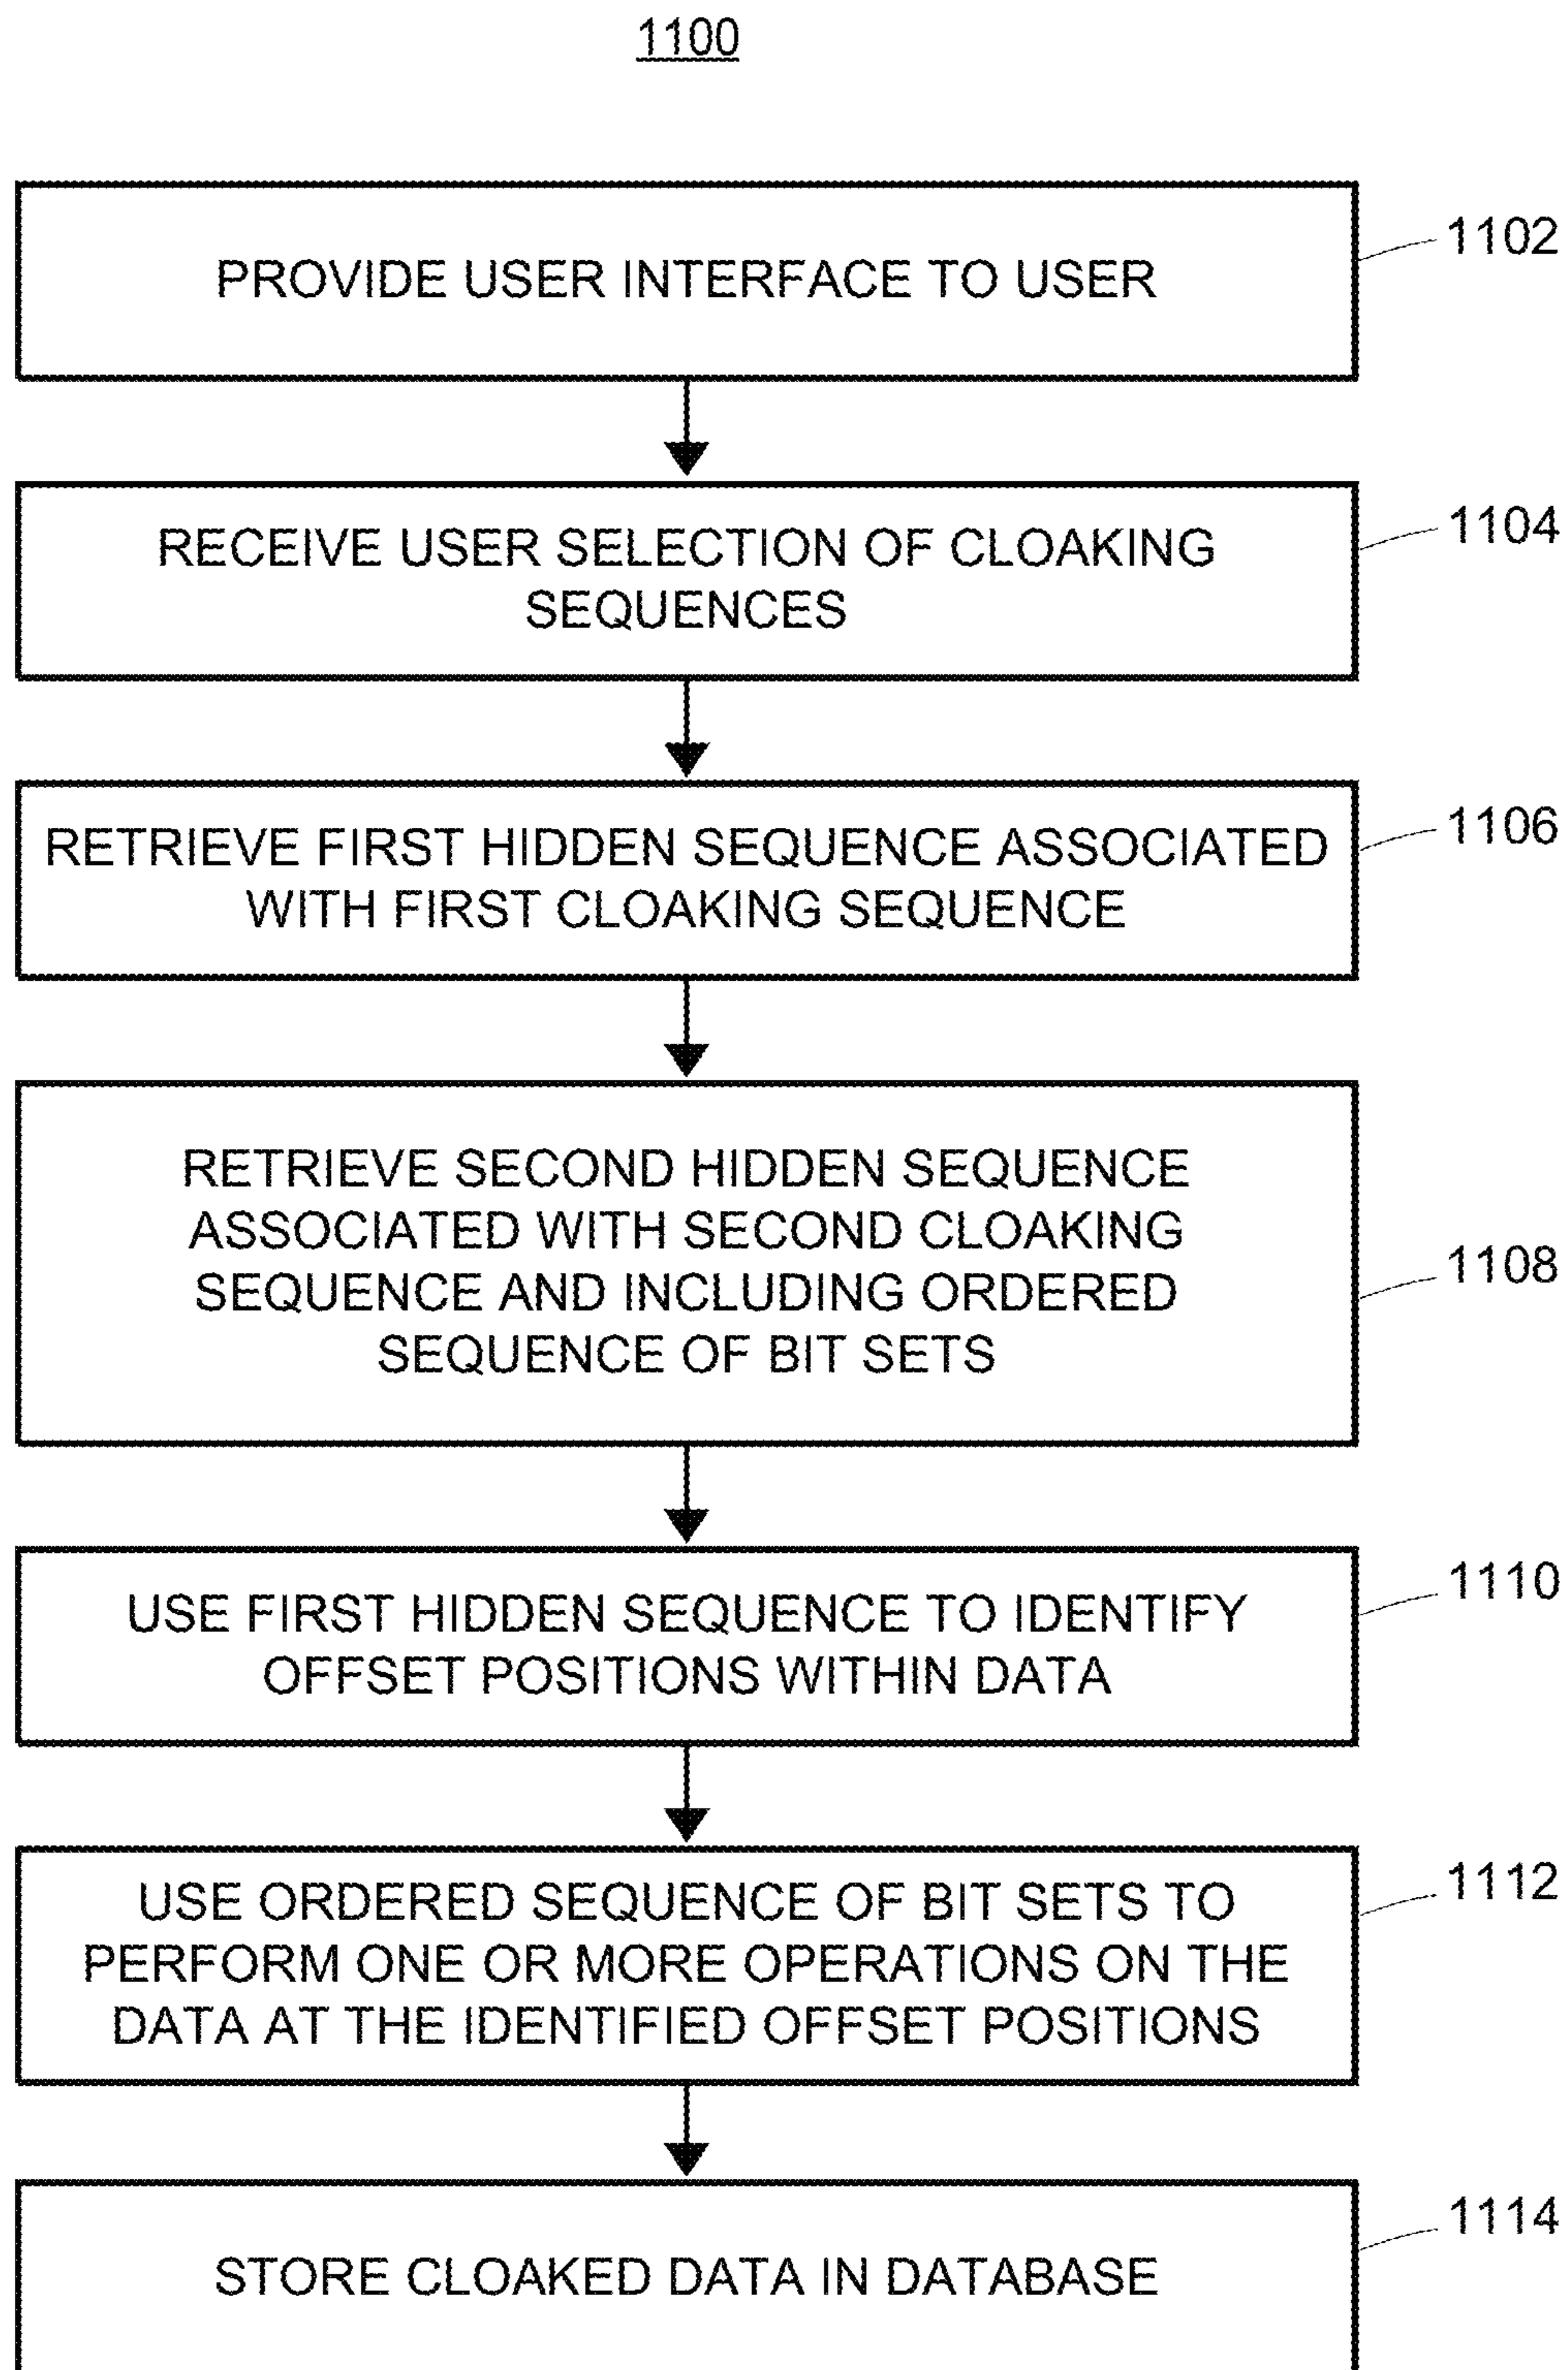 1100
PROVIDE USER INTERFACE TO USER
1102
RECEIVE USER SELECTION OF CLOAKING
SEQUENCES
1104
RETRIEVE FIRST HIDDEN SEQUENCE ASSOCIATED
WITH FIRST CLOAKING SEQUENCE
1106
RETRIEVE SECOND HIDDEN SEQUENCE
ASSOCIATED WITH SECOND CLOAKING
SEQUENCE AND INCLUDING ORDERED
SEQUENCE OF BIT SETS
1108
USE FIRST HIDDEN SEQUENCE TO IDENTIFY
OFFSET POSITIONS WITHIN DATA
1110
USE ORDERED SEQUENCE OF BIT SETS TO
PERFORM ONE OR MORE OPERATIONS ON THE
DATA AT THE IDENTIFIED OFFSET POSITIONS
1112
STORE CLOAKED DATA IN DATABASE
1114